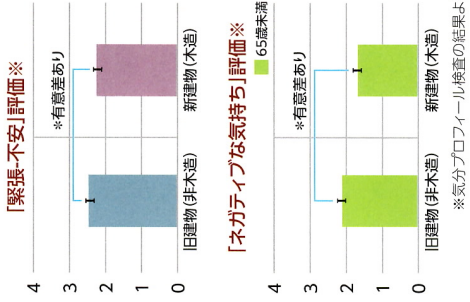 「緊張-不安」評価※
4
3
2
1
0
＊有意差あり
旧建物（非木造）
新建物（木造）
「ネガティブな気持ち」評価※
65歳未満
4
3
2
1
0
＊有意差あり
旧建物（非木造）
新建物（木造）
※気分プロフィール検査の結果よ